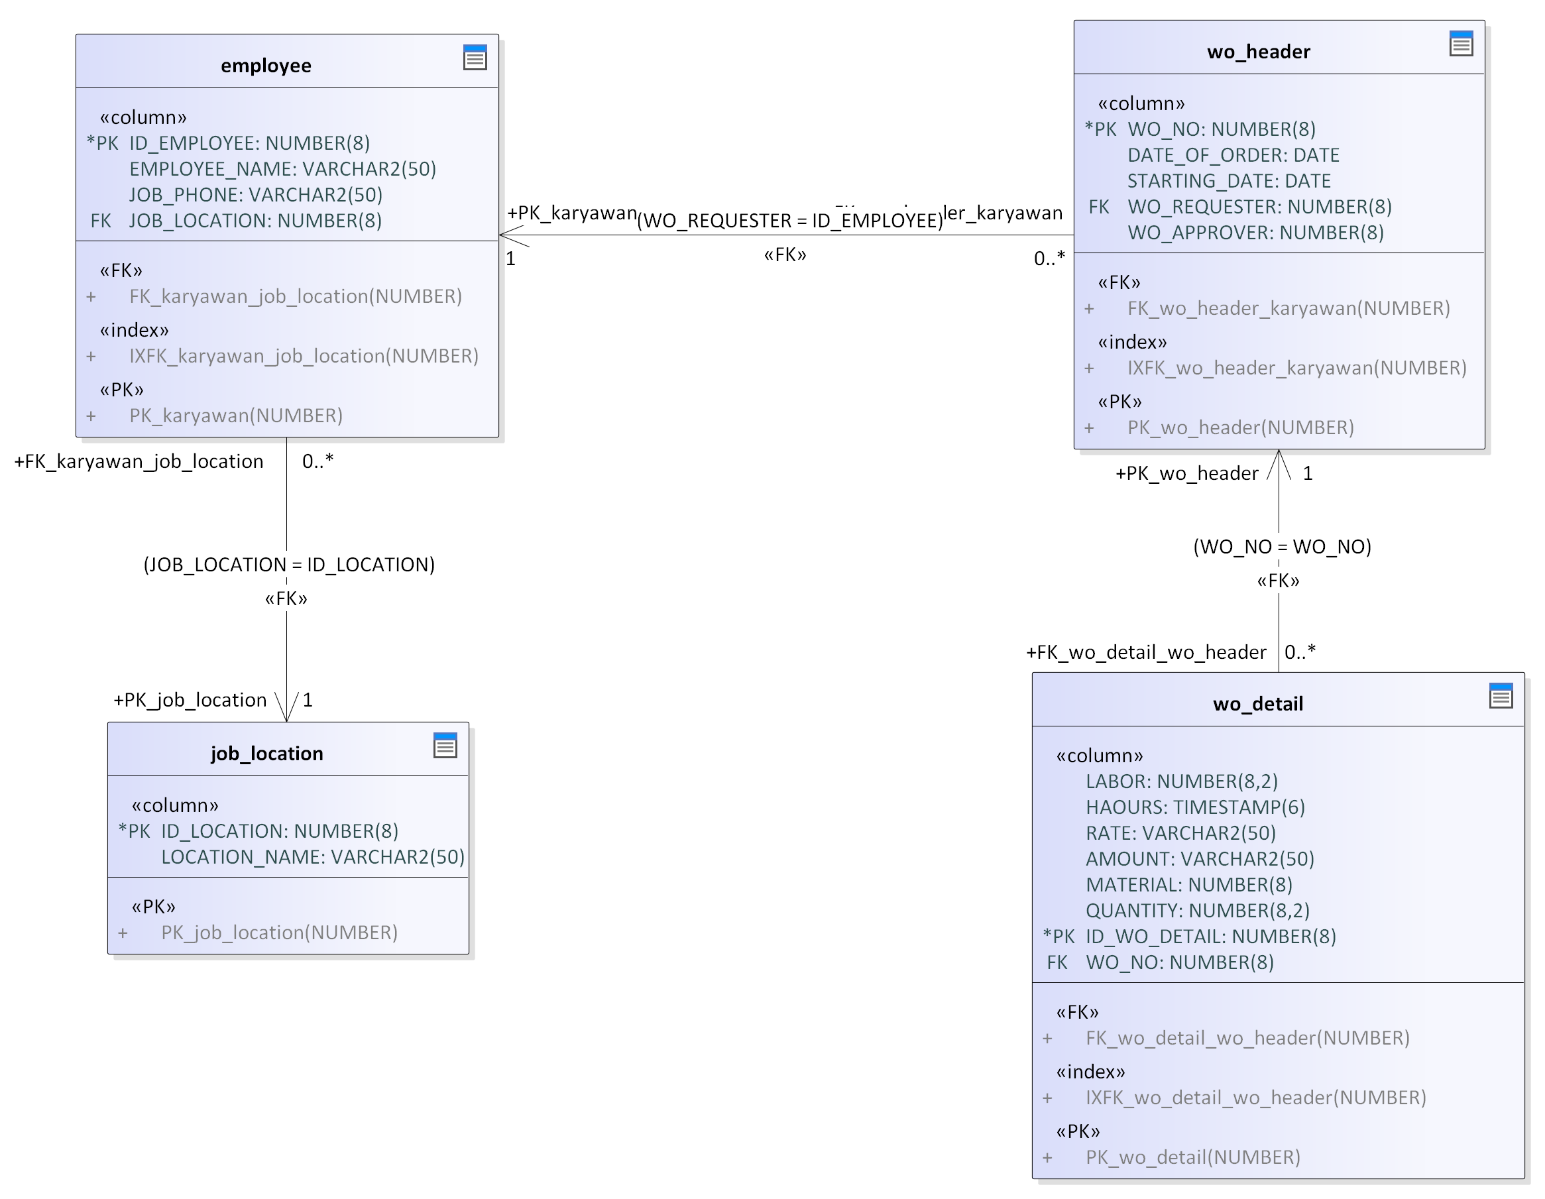 employee
«column»
*PK ID_EMPLOYEE: NUMBER(8)
EMPLOYEE_NAME: VARCHAR2(50)
JOB_PHONE: VARCHAR2(50)
FK JOB_LOCATION: NUMBER(8)
«FK»
+ FK_karyawan_job_location(NUMBER)
«index»
+ IXFK_karyawan_job_location(NUMBER)
«PK»
+ PK_karyawan(NUMBER)
+PK_karyawan
(WO_REQUESTER = ID_EMPLOYEE)
ler_karyawan
1
«FK»
0..*
wo_header
«column»
*PK WO_NO: NUMBER(8)
DATE_OF_ORDER: DATE
STARTING_DATE: DATE
FK WO_REQUESTER: NUMBER(8)
WO_APPROVER: NUMBER(8)
«FK»
+ FK_wo_header_karyawan(NUMBER)
«index»
+ IXFK_wo_header_karyawan(NUMBER)
«PK»
+ PK_wo_header(NUMBER)
+FK_karyawan_job_location 0..*
(JOB_LOCATION = ID_LOCATION)
«FK»
+PK_job_location 1
job_location
«column»
*PK ID_LOCATION: NUMBER(8)
LOCATION_NAME: VARCHAR2(50)
«PK»
+ PK_job_location(NUMBER)
+PK_wo_header 1
(WO_NO = WO_NO)
«FK»
+FK_wo_detail_wo_header 0..*
wo_detail
«column»
LABOR: NUMBER(8,2)
HAOURS: TIMESTAMP(6)
RATE: VARCHAR2(50)
AMOUNT: VARCHAR2(50)
MATERIAL: NUMBER(8)
QUANTITY: NUMBER(8,2)
*PK ID_WO_DETAIL: NUMBER(8)
FK WO_NO: NUMBER(8)
«FK»
+ FK_wo_detail_wo_header(NUMBER)
«index»
+ IXFK_wo_detail_wo_header(NUMBER)
«PK»
+ PK_wo_detail(NUMBER)